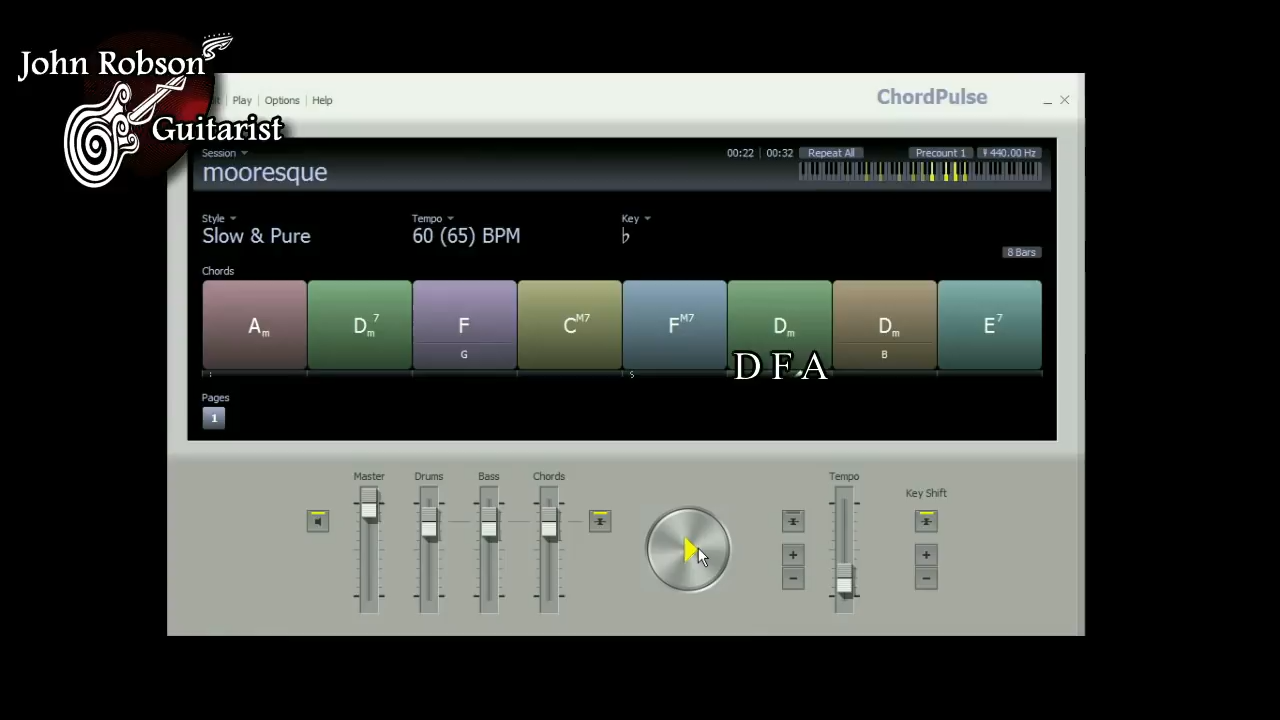 John Robson
Guitarist
Play Options Help
ChordPulse
Session
mooresque
00:22 00:32 Repeat All Precount 1 440.00 Hz
Style Tempo Key
Slow & Pure 60 (65) BPM ♭
8 Bars
Chords
Am Dm7 F CM7 FM7 Dm Dm E7
G B
D F A
S
Pages
1
Master Drums Bass Chords Tempo
Key Shift
+ +
− −